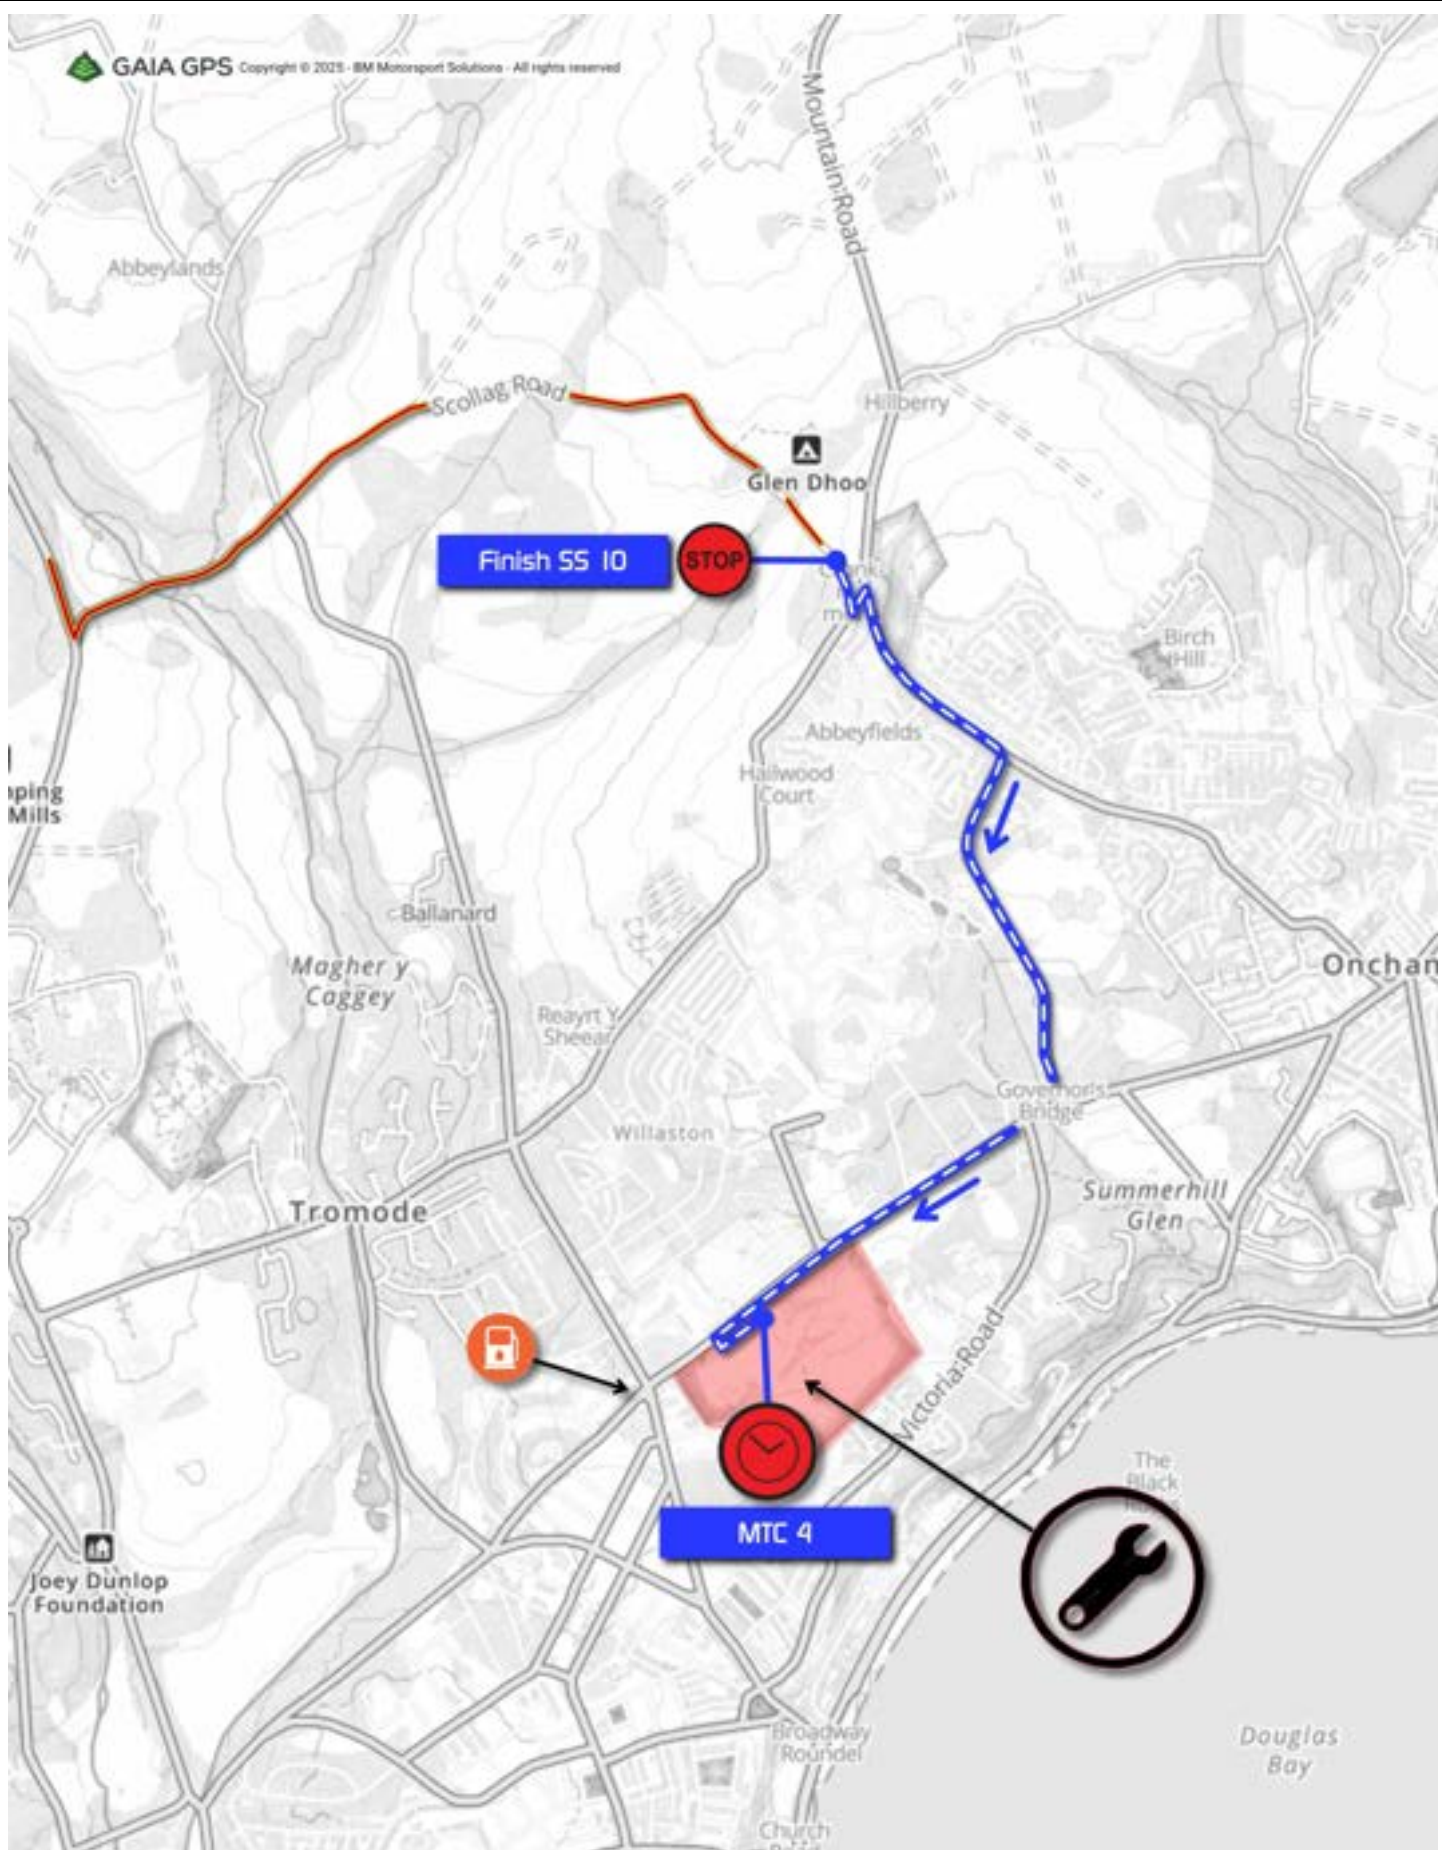 GAIA GPS Copyright © 2025 - BM Motorsport Solutions - All rights reserved
Mountain Road
Abbeylands
Scollag Road
Hillberry
Glen Dhoo
Finish SS 10
STOP
Birch
Hill
Abbeyfields
Hailwood
Court
Mills
Ballanard
Magher y
Caggey
Onchan
Reayrt Y
Sheear
Governor's
Bridge
Willaston
Summerhill
Glen
Tromode
Victoria Road
The
Black
MTC 4
Joey Dunlop
Foundation
Broadway
Roundel
Douglas
Bay
Church